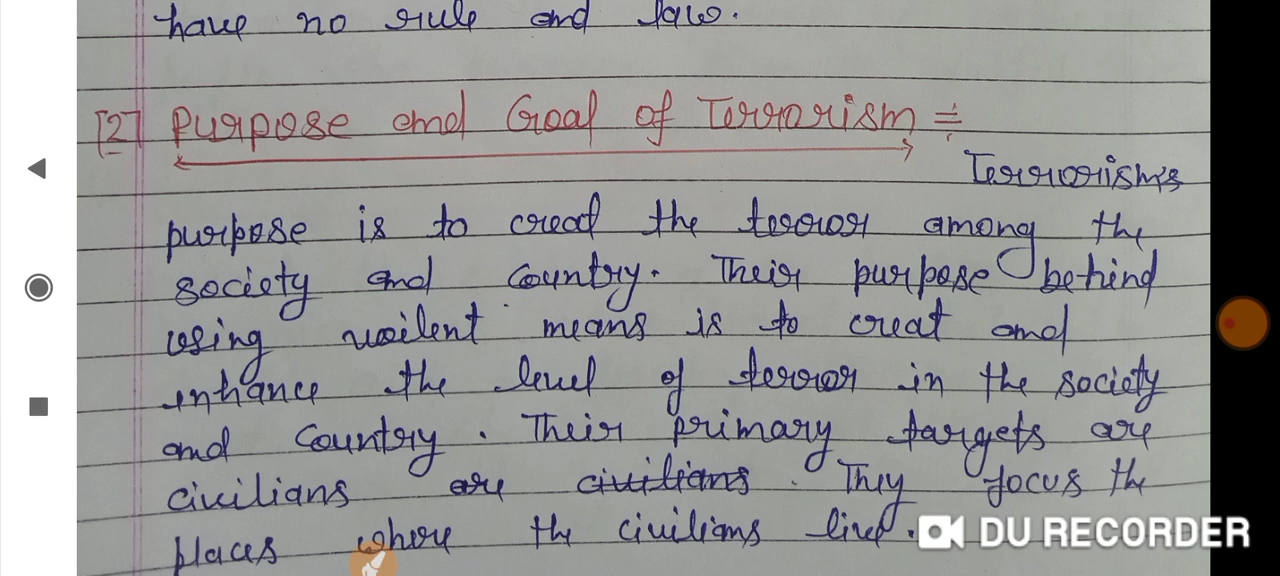 have no rule and law.
[2] Purpose and Goal of Terrorism =
Terrorism's
purpose is to creat the terror among the
society and country. Their purpose behind
using voilent means is to creat and
enhance the level of terror in the society
and country. Their primary targets are
civilians are civilians. They focus the
places where the civilians live.
DU RECORDER